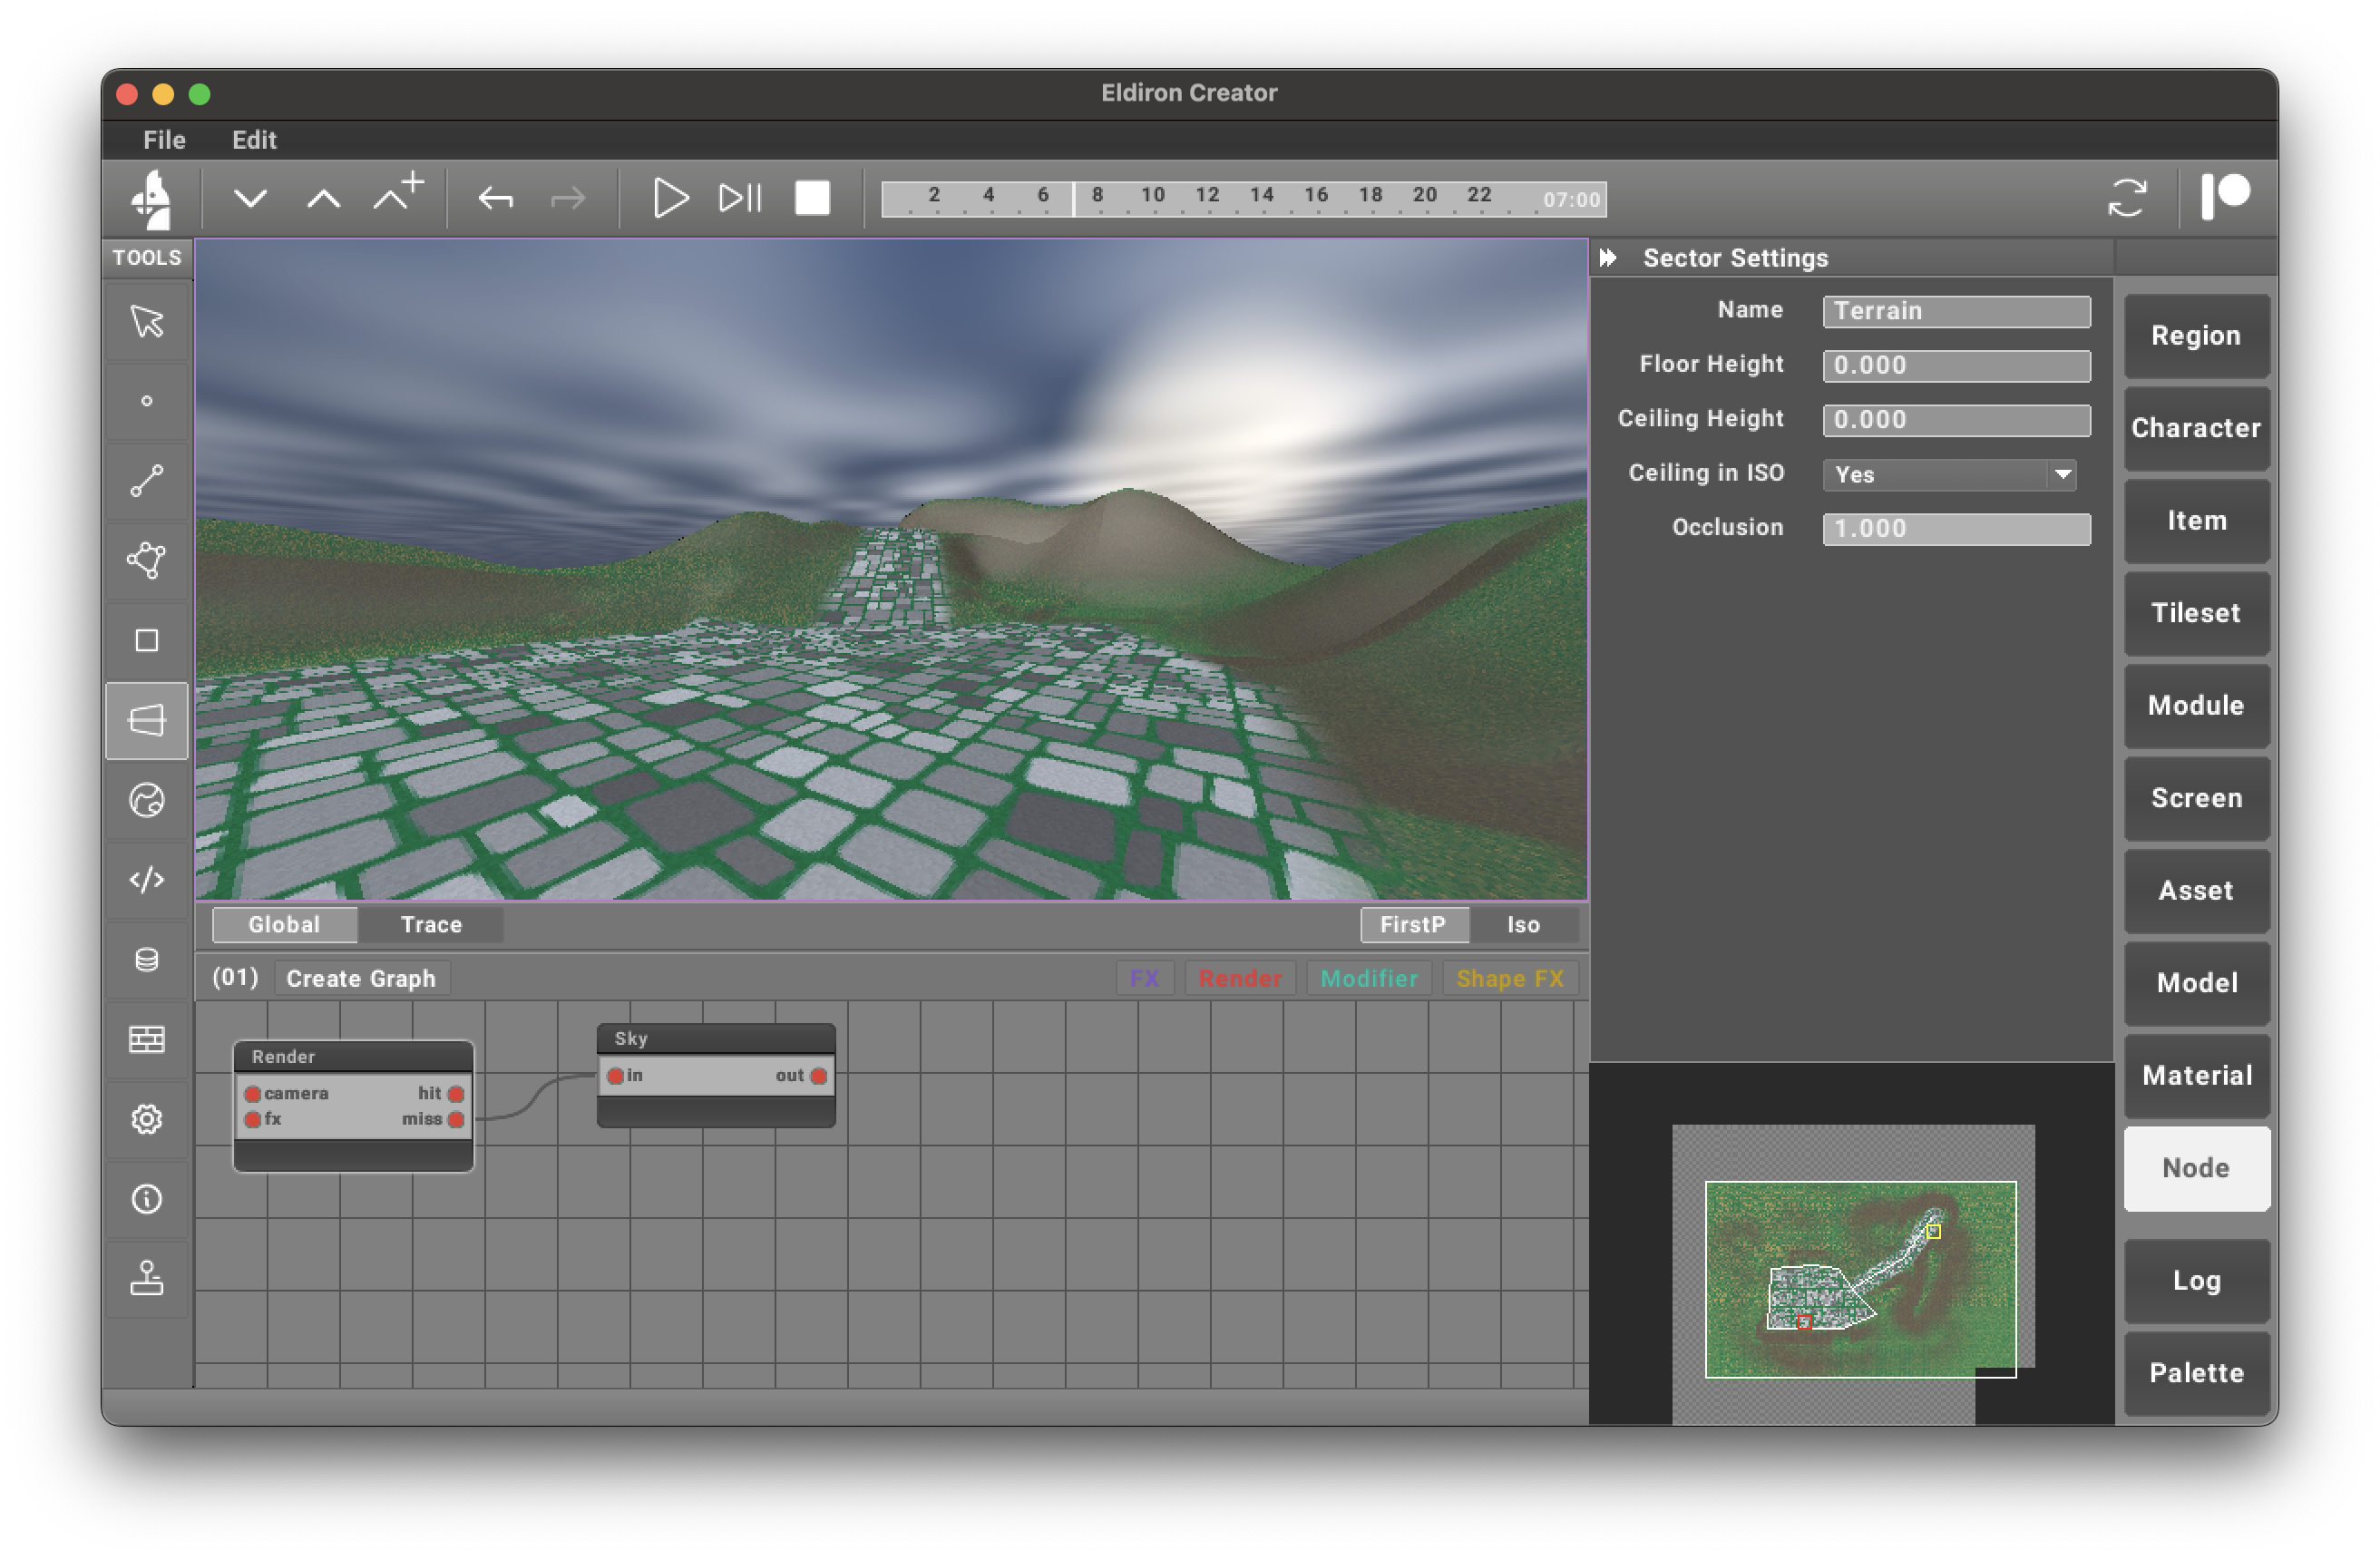 Eldiron Creator
File Edit
2 4 6 8 10 12 14 16 18 20 22 07:00
TOOLS
Sector Settings
Name Terrain
Floor Height 0.000
Ceiling Height 0.000
Ceiling in ISO Yes
Occlusion 1.000
Region
Character
Item
Tileset
Module
Screen
Asset
Model
Material
Node
Log
Palette
Global Trace FirstP Iso
(01) Create Graph FX Render Modifier Shape FX
Render
camera hit
fx miss
Sky
in out